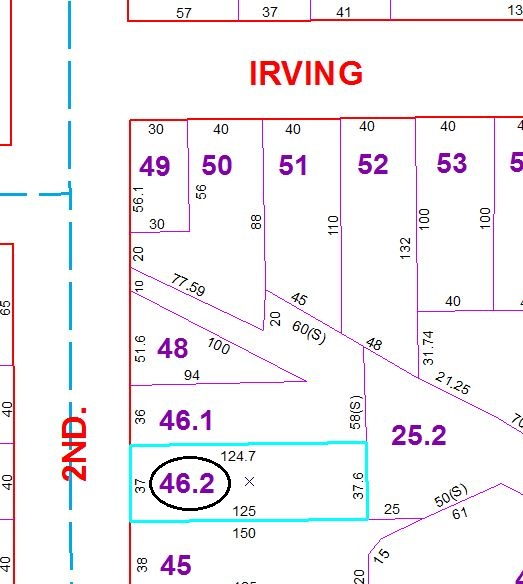 57 37 41 13
IRVING
30 40 40 40 40 4
49 50 51 52 53 5
56.1 56 88 110 132 100 100
30
20
10 77.59 20 45 60(S) 48 40
65 31.74
51.6 48 100 21.25
94
40 36 46.1 58(S) 25.2 70
2ND.
124.7
40 37 46.2 × 37.6 50(S)
125 25 61
150
40 38 45 20 15